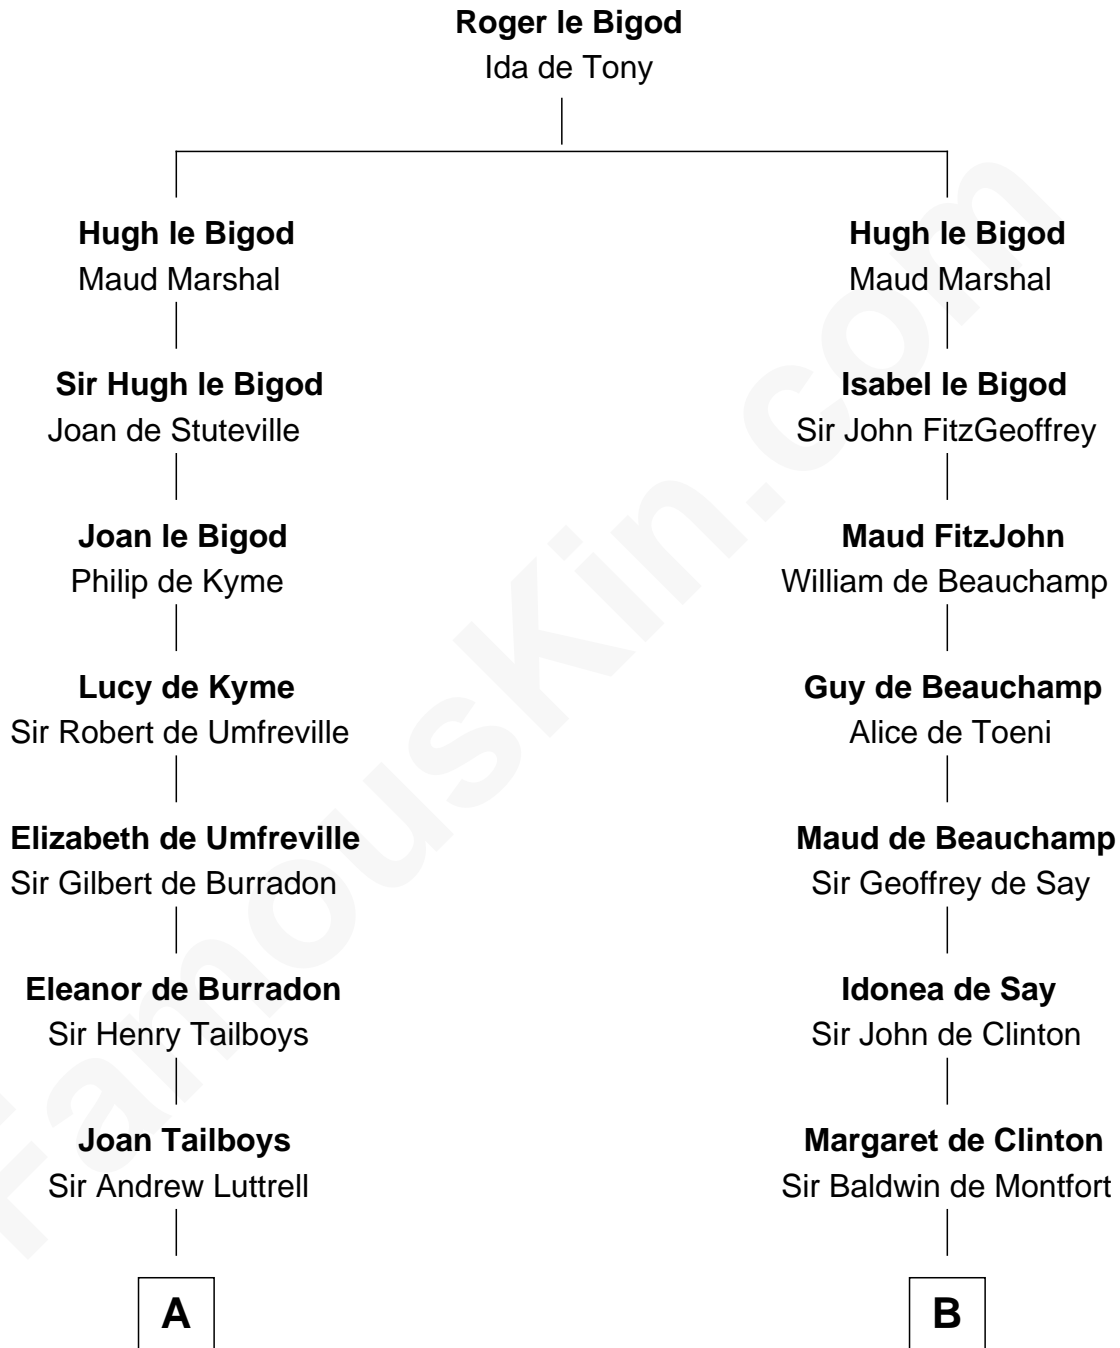 Roger le Bigod
Ida de Tony
Hugh le Bigod
Maud Marshal
Hugh le Bigod
Maud Marshal
Sir Hugh le Bigod
Joan de Stuteville
Isabel le Bigod
Sir John FitzGeoffrey
Joan le Bigod
Philip de Kyme
Maud FitzJohn
William de Beauchamp
Lucy de Kyme
Sir Robert de Umfreville
Guy de Beauchamp
Alice de Toeni
Elizabeth de Umfreville
Sir Gilbert de Burradon
Maud de Beauchamp
Sir Geoffrey de Say
Eleanor de Burradon
Sir Henry Tailboys
Idonea de Say
Sir John de Clinton
Joan Tailboys
Sir Andrew Luttrell
Margaret de Clinton
Sir Baldwin de Montfort
A
B
FamousKin.com